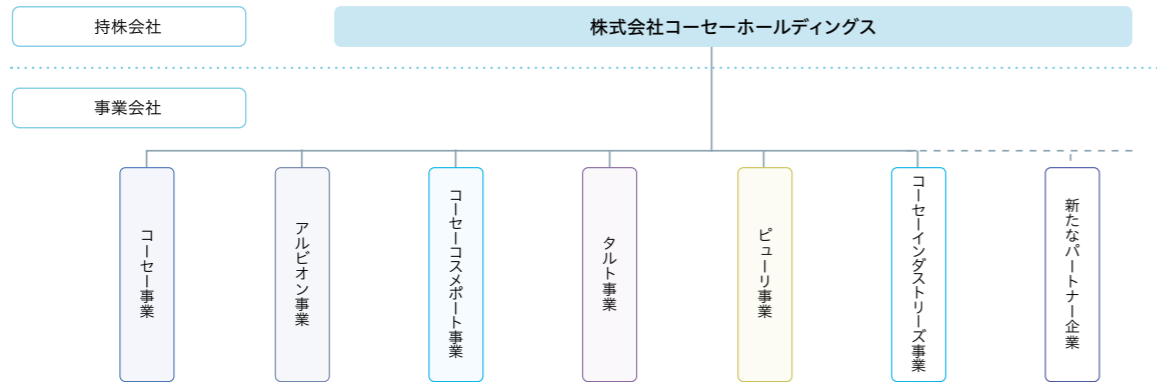 持株会社
株式会社コーセーホールディングス
事業会社
コーセー事業
アルビオン事業
コーセーコスメポート事業
タルト事業
ピューリ事業
コーセーインダストリーズ事業
新たなパートナー企業